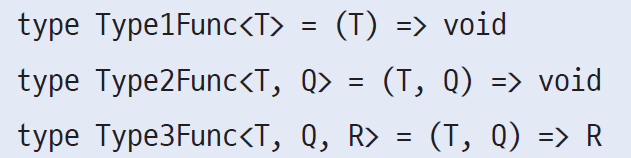 type Type1Func<T> = (T) => void
type Type2Func<T, Q> = (T, Q) => void
type Type3Func<T, Q, R> = (T, Q) => R